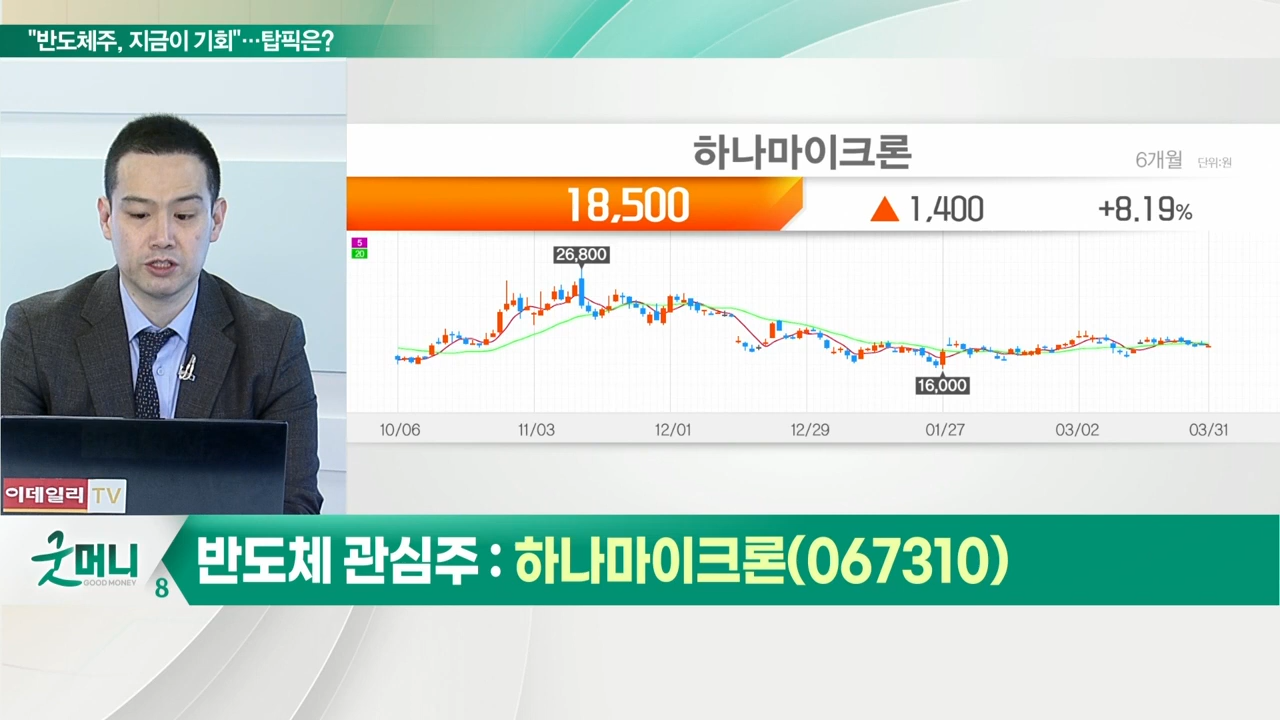 "반도체주, 지금이 기회"…탑픽은?
하나마이크론
6개월 단위:원
18,500 ▲ 1,400 +8.19%
5
20
26,800
16,000
10/06 11/03 12/01 12/29 01/27 03/02 03/31
이데일리 TV
굿머니
GOOD MONEY
8
반도체 관심주 : 하나마이크론(067310)